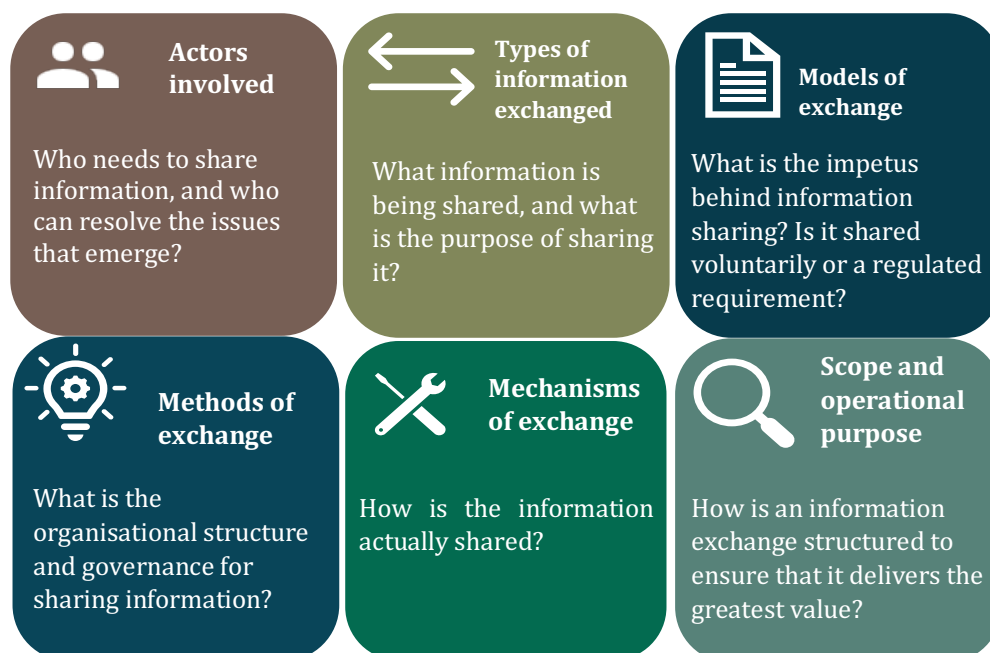 Actors
involved
Who needs to share
information, and who
can resolve the issues
that emerge?
Types of
information
exchanged
What information is
being shared, and what
is the purpose of sharing
it?
Models of
exchange
What is the impetus
behind information
sharing? Is it shared
voluntarily or a regulated
requirement?
Methods of
exchange
What is the
organisational structure
and governance for
sharing information?
Mechanisms
of exchange
How is the information
actually shared?
Scope and
operational
purpose
How is an information
exchange structured to
ensure that it delivers the
greatest value?